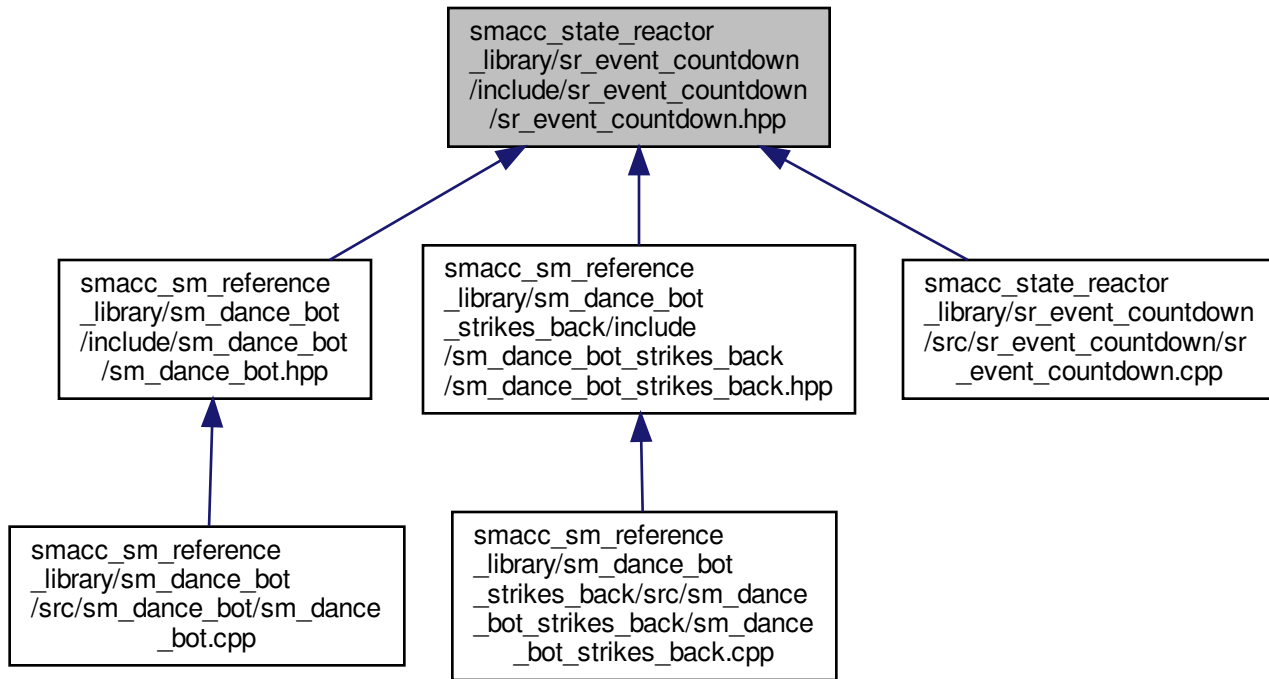 smacc_state_reactor
_library/sr_event_countdown
/include/sr_event_countdown
/sr_event_countdown.hpp
smacc_sm_reference
_library/sm_dance_bot
/include/sm_dance_bot
/sm_dance_bot.hpp
smacc_sm_reference
_library/sm_dance_bot
_strikes_back/include
/sm_dance_bot_strikes_back
/sm_dance_bot_strikes_back.hpp
smacc_state_reactor
_library/sr_event_countdown
/src/sr_event_countdown/sr
_event_countdown.cpp
smacc_sm_reference
_library/sm_dance_bot
/src/sm_dance_bot/sm_dance
_bot.cpp
smacc_sm_reference
_library/sm_dance_bot
_strikes_back/src/sm_dance
_bot_strikes_back/sm_dance
_bot_strikes_back.cpp